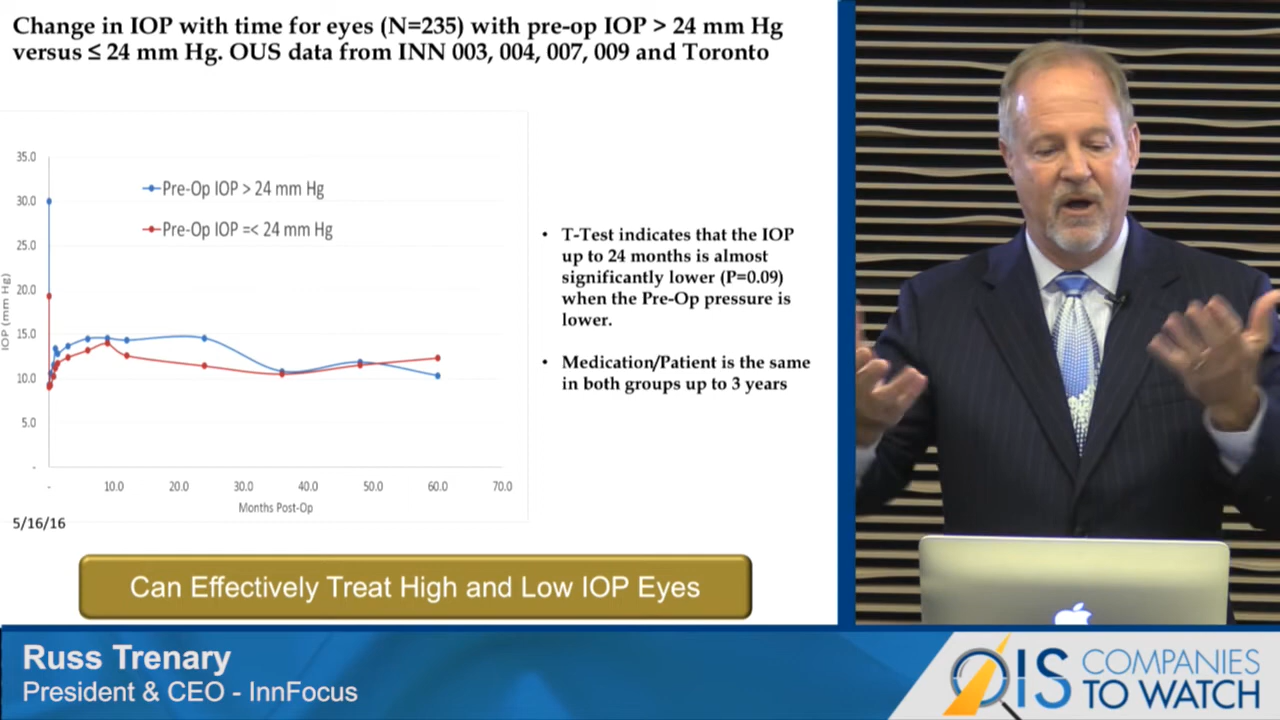 Change in IOP with time for eyes (N=235) with pre-op IOP > 24 mm Hg
versus ≤ 24 mm Hg. OUS data from INN 003, 004, 007, 009 and Toronto
35.0
30.0
25.0
20.0
15.0
10.0
5.0
-
IOP (mm Hg)
Pre-Op IOP > 24 mm Hg
Pre-Op IOP =< 24 mm Hg
-
10.0
20.0
30.0
40.0
50.0
60.0
70.0
Months Post-Op
5/16/16
• T-Test indicates that the IOP
up to 24 months is almost
significantly lower (P=0.09)
when the Pre-Op pressure is
lower.
• Medication/Patient is the same
in both groups up to 3 years
Can Effectively Treat High and Low IOP Eyes
Russ Trenary
President & CEO - InnFocus
OIS COMPANIES
TO WATCH